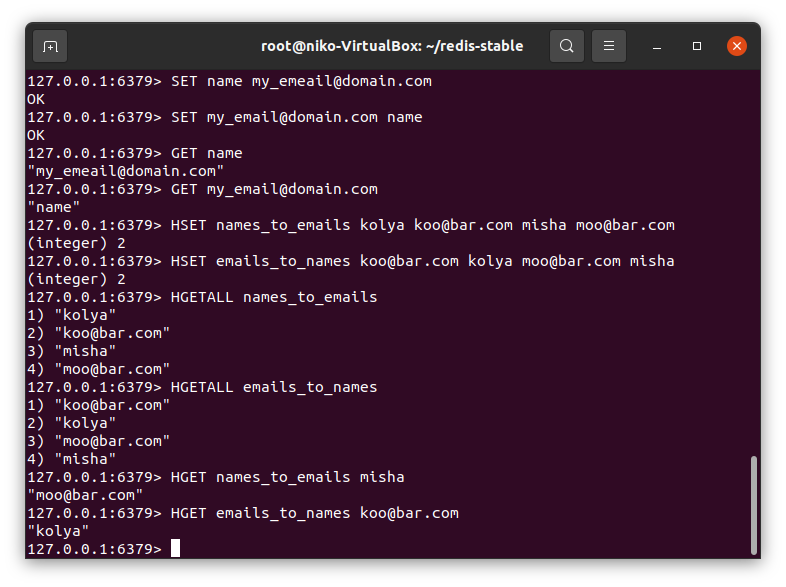 root@niko-VirtualBox: ~/redis-stable
127.0.0.1:6379> SET name my_emeail@domain.com
OK
127.0.0.1:6379> SET my_email@domain.com name
OK
127.0.0.1:6379> GET name
"my_emeail@domain.com"
127.0.0.1:6379> GET my_email@domain.com
"name"
127.0.0.1:6379> HSET names_to_emails kolya koo@bar.com misha moo@bar.com
(integer) 2
127.0.0.1:6379> HSET emails_to_names koo@bar.com kolya moo@bar.com misha
(integer) 2
127.0.0.1:6379> HGETALL names_to_emails
1) "kolya"
2) "koo@bar.com"
3) "misha"
4) "moo@bar.com"
127.0.0.1:6379> HGETALL emails_to_names
1) "koo@bar.com"
2) "kolya"
3) "moo@bar.com"
4) "misha"
127.0.0.1:6379> HGET names_to_emails misha
"moo@bar.com"
127.0.0.1:6379> HGET emails_to_names koo@bar.com
"kolya"
127.0.0.1:6379>